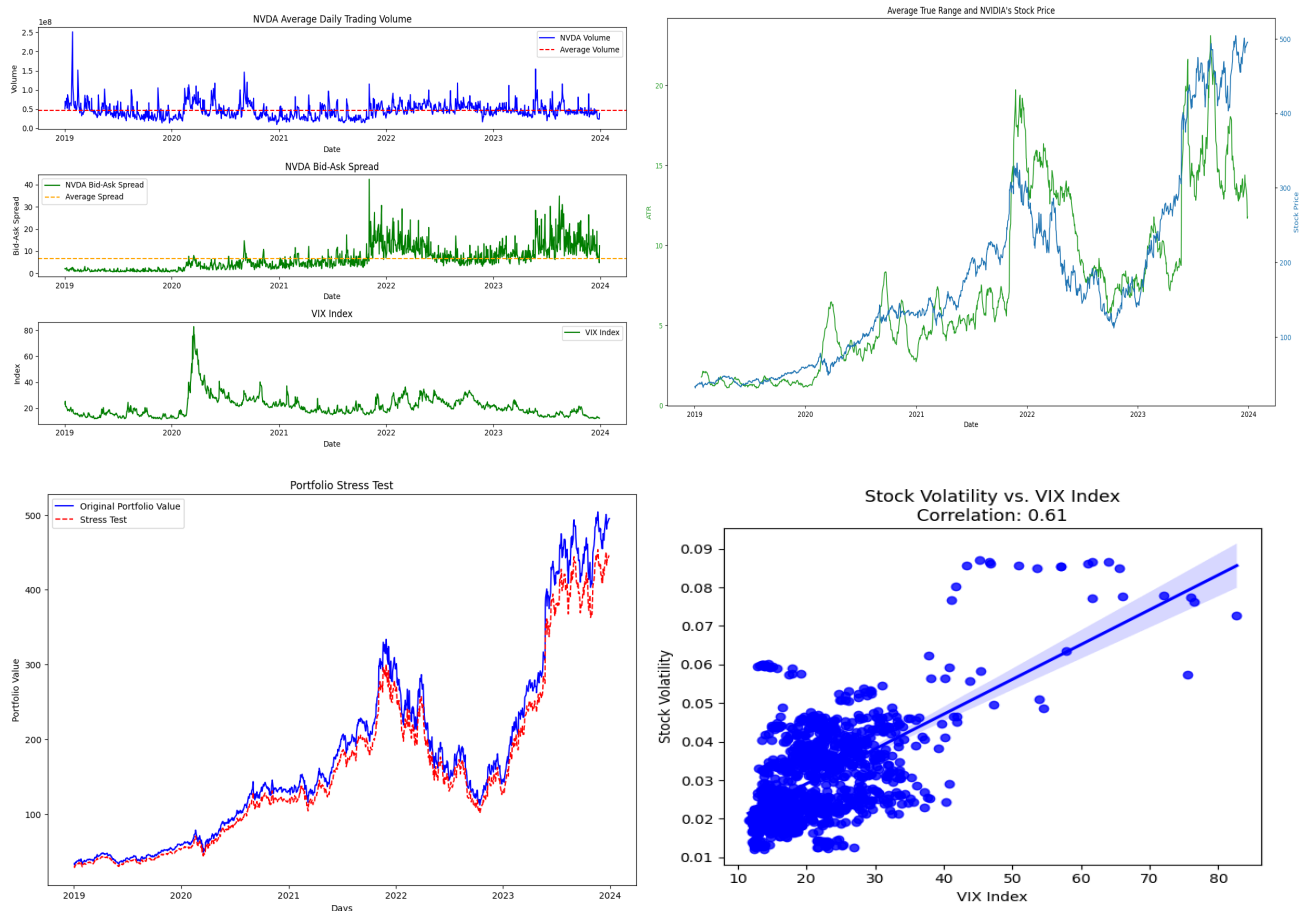 NVDA Average Daily Trading Volume
1e8
2.5
2.0
1.5
1.0
0.5
0.0
Volume
NVDA Volume
Average Volume
2019 2020 2021 2022 2023 2024
Date
NVDA Bid-Ask Spread
40
30
20
10
0
Bid-Ask Spread
NVDA Bid-Ask Spread
Average Spread
2019 2020 2021 2022 2023 2024
Date
VIX Index
80
60
40
20
Index
VIX Index
2019 2020 2021 2022 2023 2024
Date
Average True Range and NVIDIA's Stock Price
20
15
10
5
0
ATR
500
400
300
200
100
Stock Price
2019 2020 2021 2022 2023 2024
Date
Portfolio Stress Test
Original Portfolio Value
Stress Test
500
400
300
200
100
Portfolio Value
2019 2020 2021 2022 2023 2024
Days
Stock Volatility vs. VIX Index
Correlation: 0.61
0.09
0.08
0.07
0.06
0.05
0.04
0.03
0.02
0.01
Stock Volatility
10 20 30 40 50 60 70 80
VIX Index